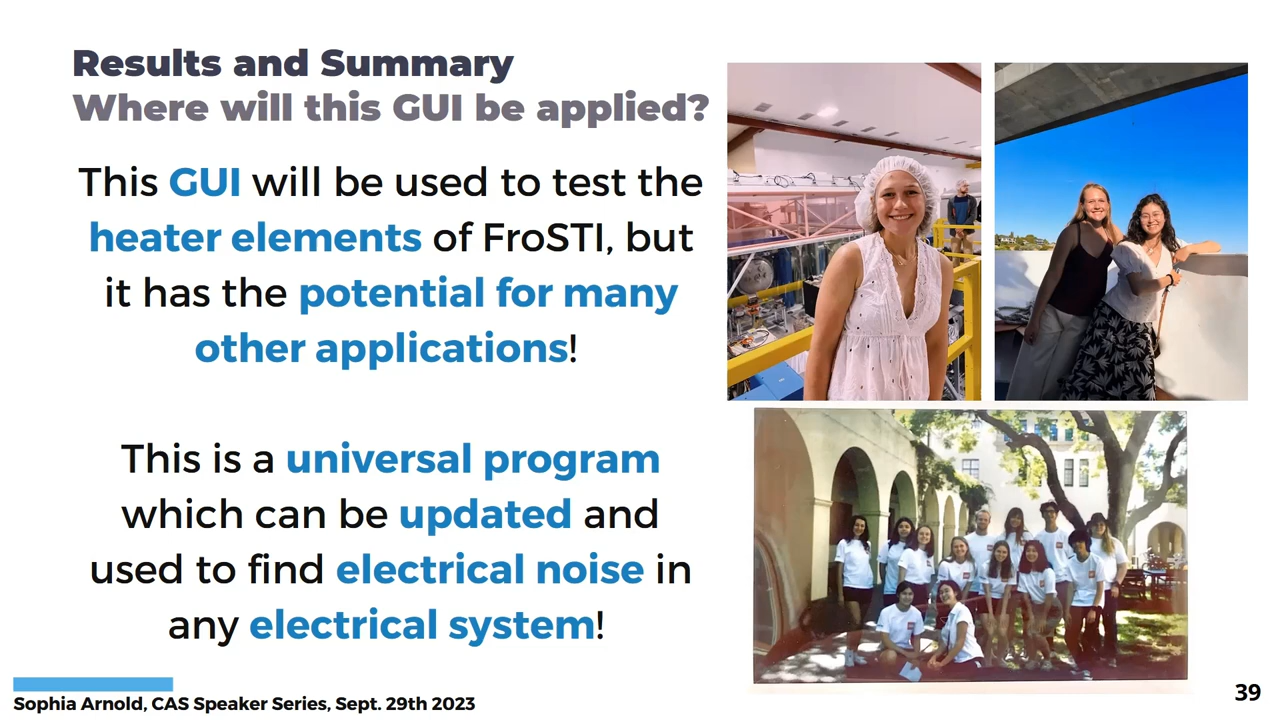 Results and Summary
Where will this GUI be applied?
This GUI will be used to test the
heater elements of FroSTI, but
it has the potential for many
other applications!
This is a universal program
which can be updated and
used to find electrical noise in
any electrical system!
Sophia Arnold, CAS Speaker Series, Sept. 29th 2023
39